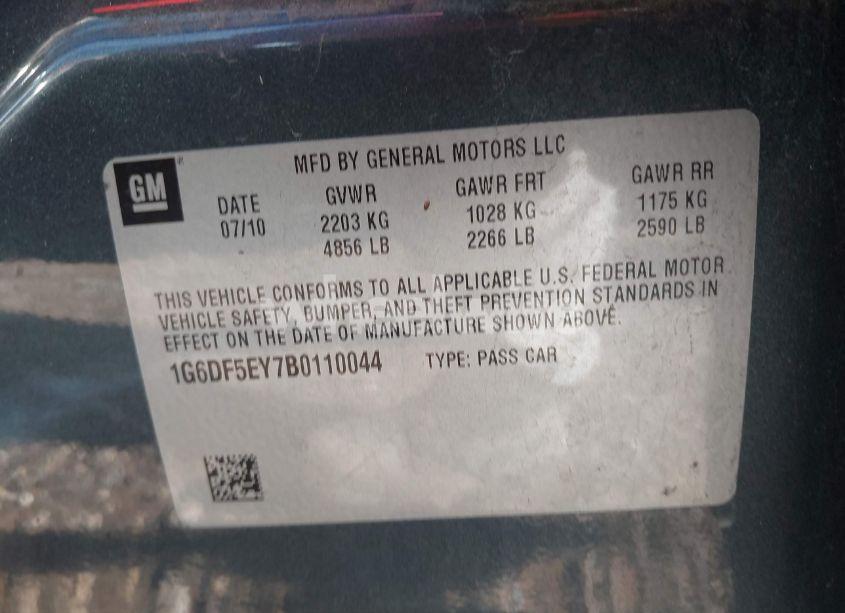 GM
MFD BY GENERAL MOTORS LLC
DATE GVWR GAWR FRT GAWR RR
07/10 2203 KG 1028 KG 1175 KG
4856 LB 2266 LB 2590 LB
THIS VEHICLE CONFORMS TO ALL APPLICABLE U.S. FEDERAL MOTOR
VEHICLE SAFETY, BUMPER, AND THEFT PREVENTION STANDARDS IN
EFFECT ON THE DATE OF MANUFACTURE SHOWN ABOVE.
1G6DF5EY7B0110044 TYPE: PASS CAR